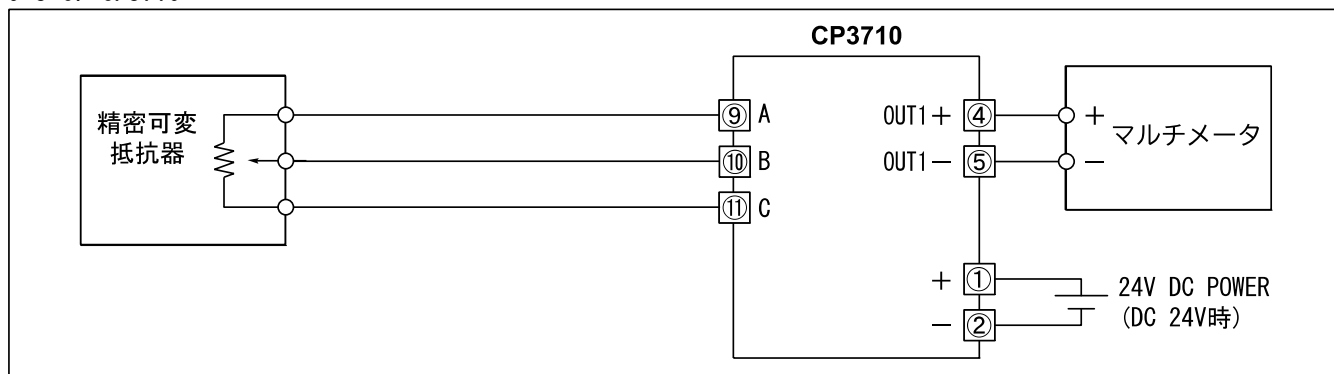 CP3710
精密可変
抵抗器
⑨ A
⑩ B
⑪ C
OUT1+ ④
OUT1- ⑤
+
マルチメータ
-
+ ①
- ②
24V DC POWER
(DC 24V時)